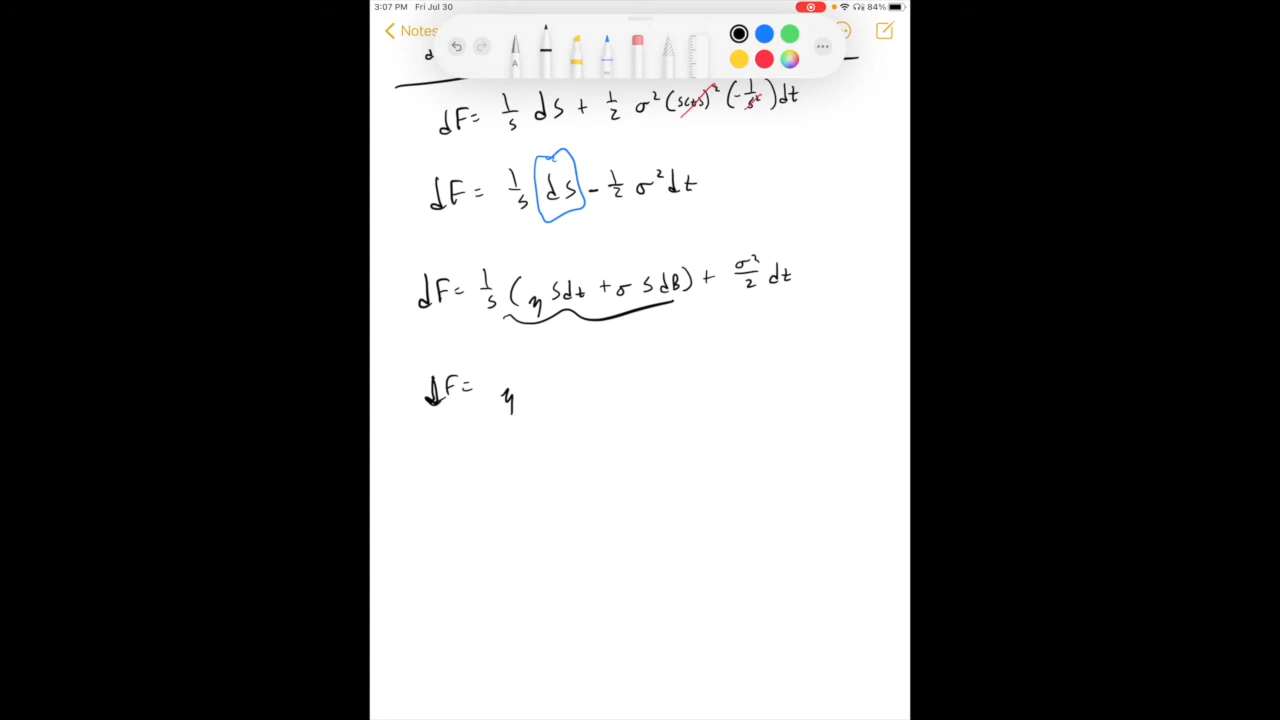 3:07 PM Fri Jul 30 84%
Notes
A
d
dF = 1/s dS + 1/2 σ² (S(t))² (-1/s²) dt
dF = 1/s dS - 1/2 σ² dt
dF = 1/s (η S dt + σ S dB) + σ²/2 dt
dF = η